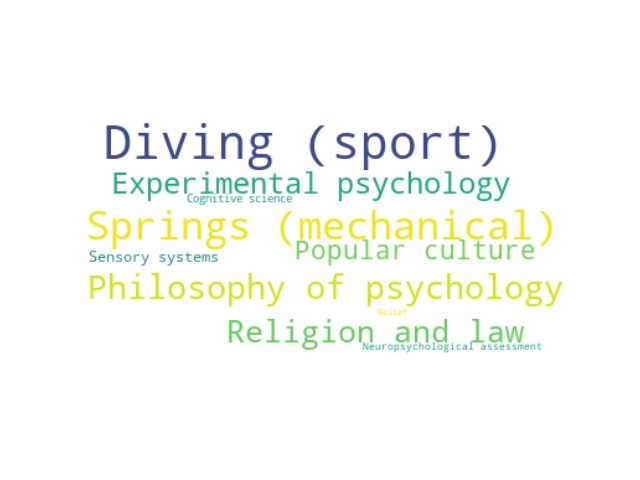 Diving (sport)
Experimental psychology
Cognitive science
Springs (mechanical)
Popular culture
Sensory systems
Philosophy of psychology
Belief
Religion and law
Neuropsychological assessment